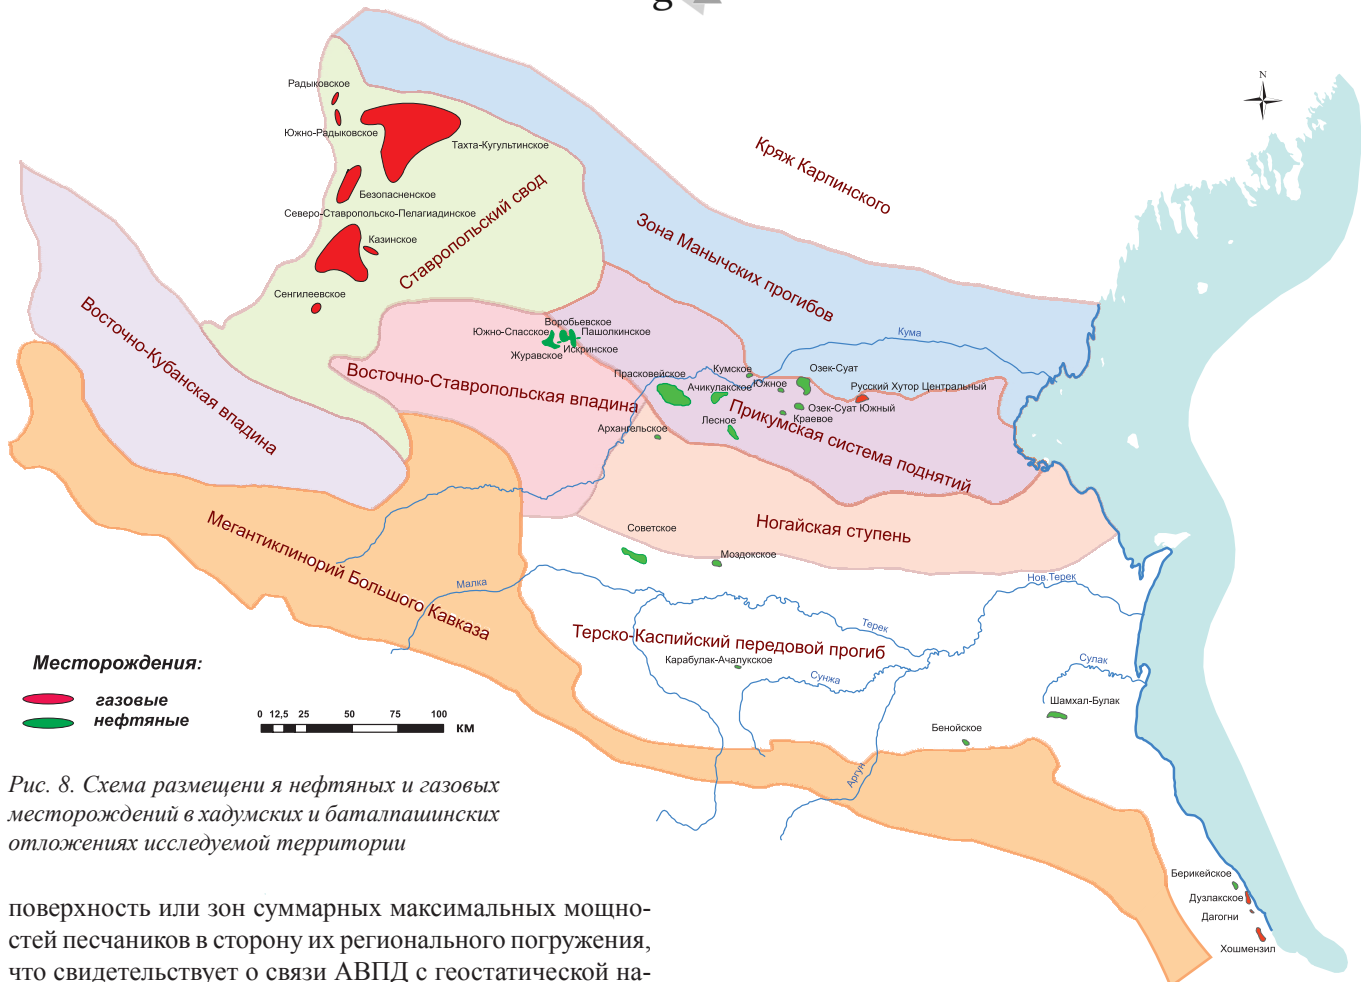 g
N
Радыковское
Южно-Радыковское
Тахта-Кугультинское
Безопасненское
Северо-Ставропольско-Пелагиадинское
Казинское
Сенгилеевское
Ставропольский свод
Кряж Карпинского
Зона Манычских прогибов
Восточно-Кубанская впадина
Воробьевское
Южно-Спасское
Пашолкинское
Журавское
Искринское
Восточно-Ставропольская впадина
Кума
Прасковейское
Кумское
Озек-Суат
Ачикулакское
Южное
Русский Хутор Центральный
Озек-Суат Южный
Краевое
Лесное
Архангельское
Прикумская система поднятий
Мегантиклинорий Большого Кавказа
Ногайская ступень
Советское
Моздокское
Малка
Нов.Терек
Терек
Терско-Каспийский передовой прогиб
Карабулак-Ачалукское
Сунжа
Сулак
Шамхал-Булак
Бенойское
Аргун
Берикейское
Дузлакское
Дагогни
Хошмензил
Месторождения:
газовые
нефтяные
0 12,5 25 50 75 100
км
Рис. 8. Схема размещени я нефтяных и газовых
месторождений в хадумских и баталпашинских
отложениях исследуемой территории
поверхность или зон суммарных максимальных мощно-
стей песчаников в сторону их регионального погружения,
что свидетельствует о связи АВПД с геостатической на-